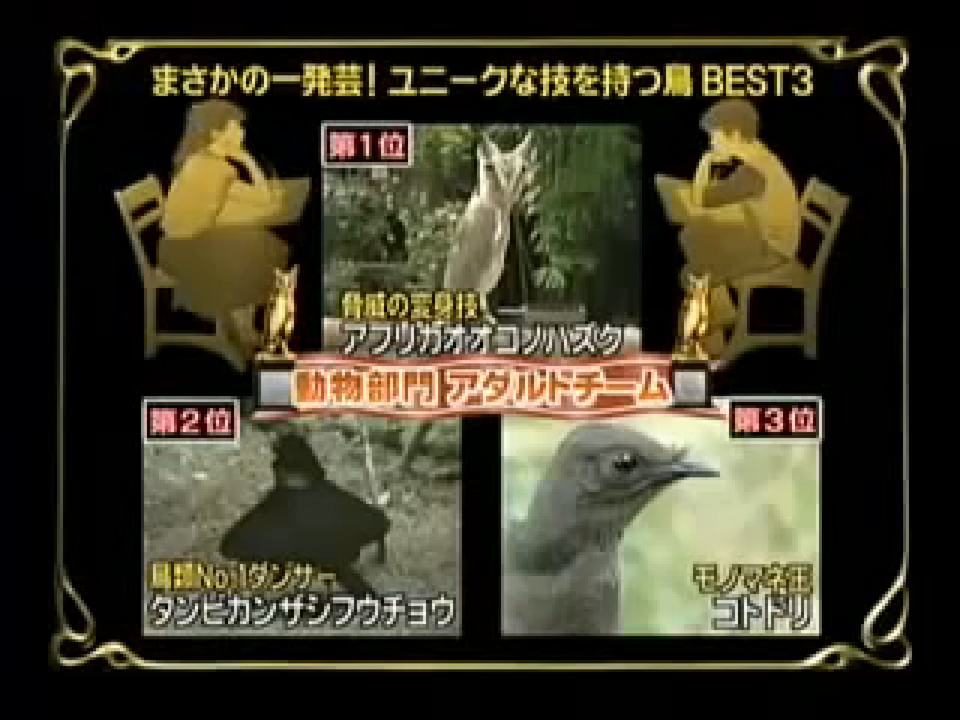 まさかの一発芸！ユニークな技を持つ鳥 BEST3
第1位
脅威の変身技
アフリカオオコノハズク
動物部門 アダルトチーム
第2位
鳥類No.1ダンサー
タンビカンザシフウチョウ
第3位
モノマネ王
コトドリ